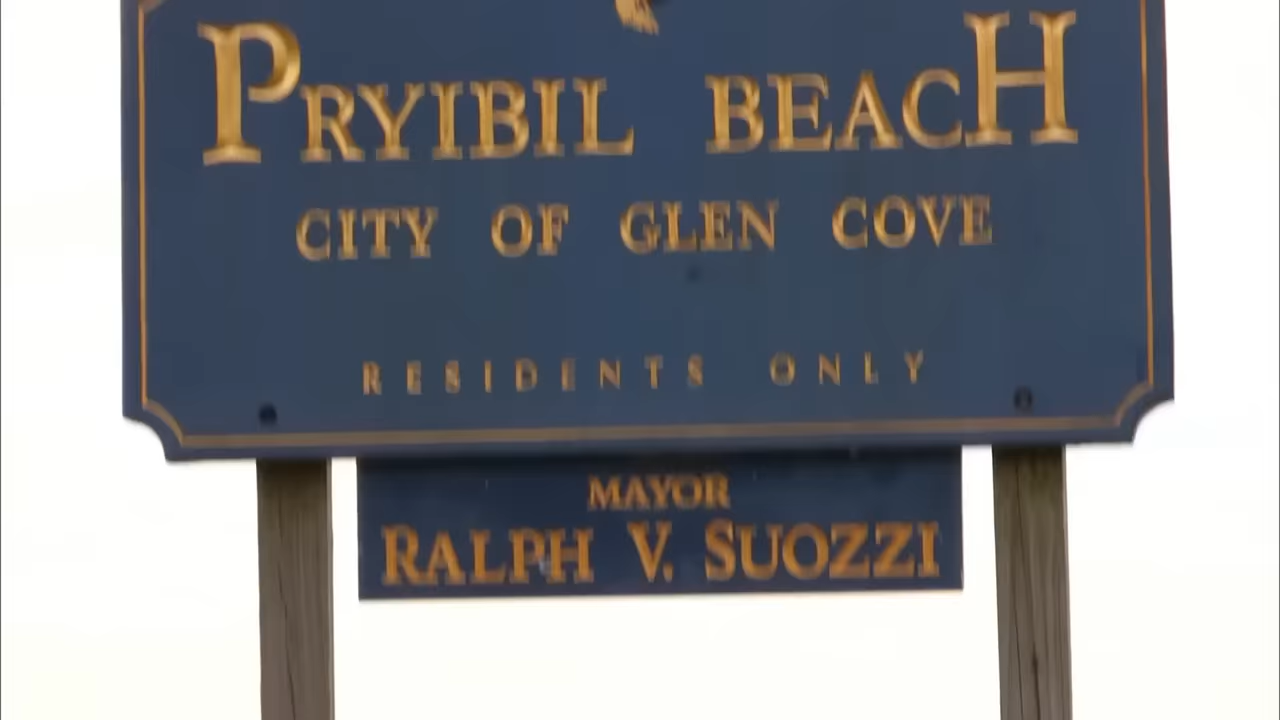 PRYIBIL BEACH
CITY OF GLEN COVE
RESIDENTS ONLY
MAYOR
RALPH V. SUOZZI